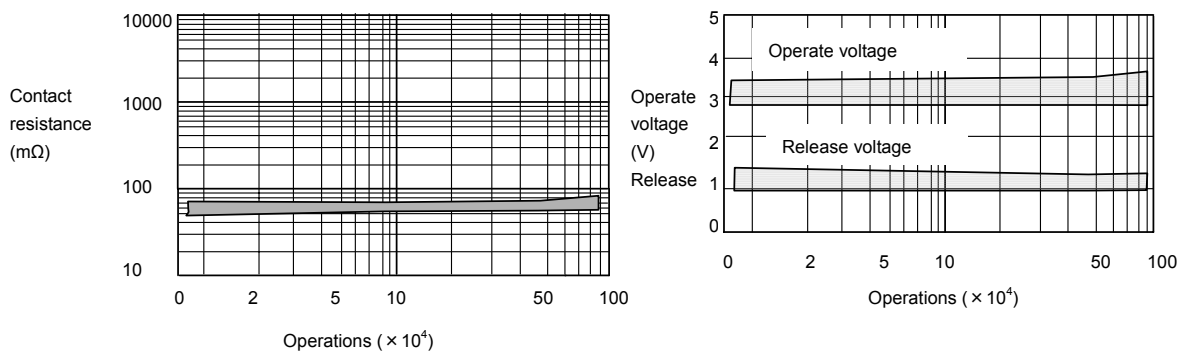 10000
1000
100
10
Contact
resistance
(mΩ)
0 2 5 10 50 100
Operations ( × 10⁴)
5
4
3
2
1
0
Operate
voltage
(V)
Release
Operate voltage
Release voltage
0 2 5 10 50 100
Operations ( × 10⁴)